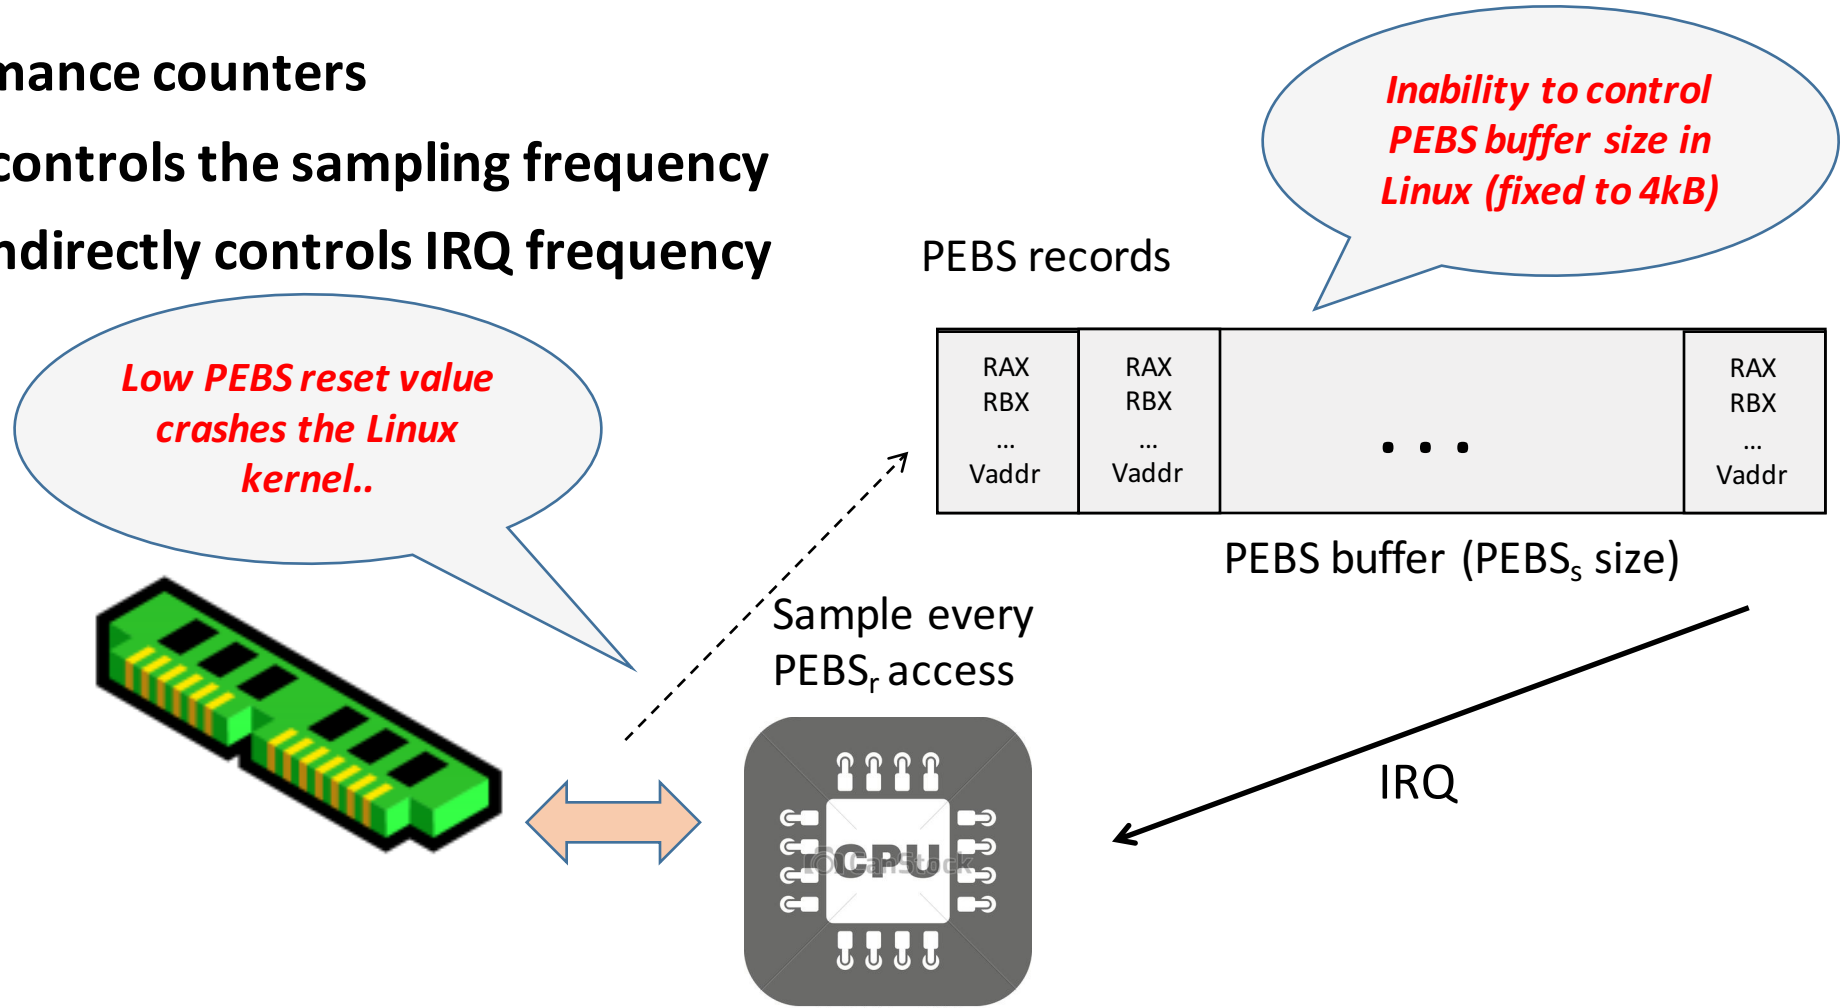 mance counters
controls the sampling frequency
ndirectly controls IRQ frequency
Inability to control
PEBS buffer size in
Linux (fixed to 4kB)
PEBS records
Low PEBS reset value
crashes the Linux
kernel..
RAX
RBX
...
Vaddr
RAX
RBX
...
Vaddr
. . .
RAX
RBX
...
Vaddr
PEBS buffer (PEBSs size)
Sample every
PEBSr access
IRQ
CPU
CanStock